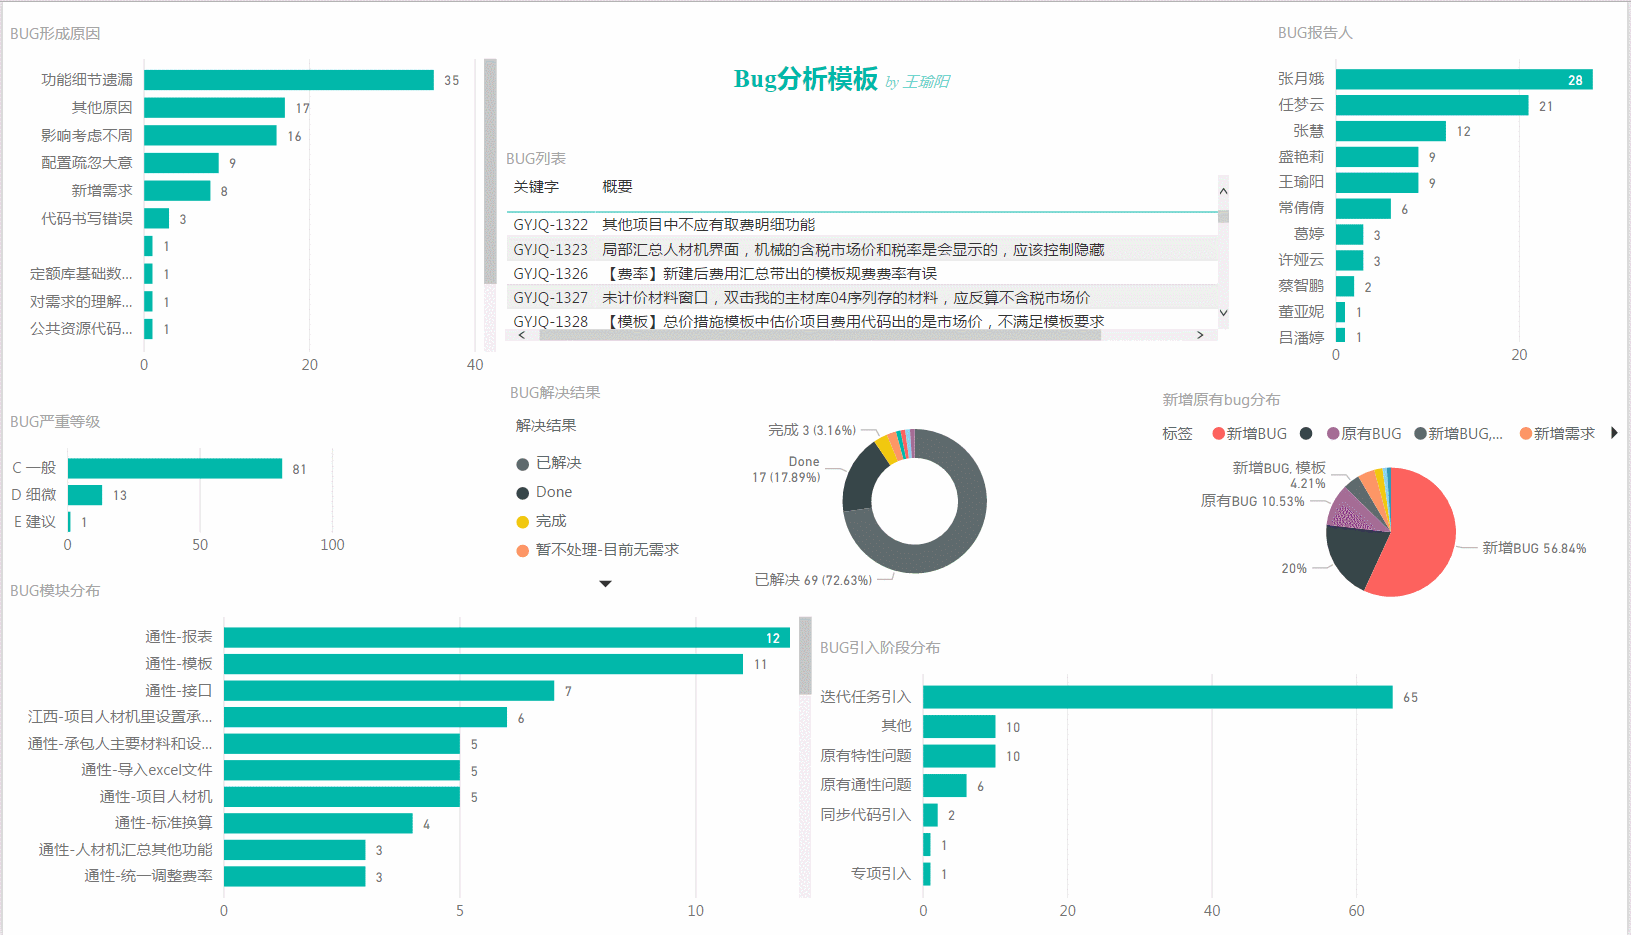 BUG形成原因
功能细节遗漏 35
其他原因 17
影响考虑不周 16
配置疏忽大意 9
新增需求 8
代码书写错误 3
1
定额库基础数... 1
对需求的理解... 1
公共资源代码... 1
0 20 40
Bug分析模板 by 王瑜阳
BUG列表
关键字 概要
GYJQ-1322 其他项目中不应有取费明细功能
GYJQ-1323 局部汇总人材机界面，机械的含税市场价和税率是会显示的，应该控制隐藏
GYJQ-1326 【费率】新建后费用汇总带出的模板规费费率有误
GYJQ-1327 未计价材料窗口，双击我的主材库04序列存的材料，应反算不含税市场价
GYJQ-1328 【模板】总价措施模板中估价项目费用代码出的是市场价，不满足模板要求
BUG报告人
张月娥 28
任梦云 21
张慧 12
盛艳莉 9
王瑜阳 9
常倩倩 6
葛婷 3
许娅云 3
蔡智鹏 2
董亚妮 1
吕潘婷 1
0 20
BUG严重等级
C 一般 81
D 细微 13
E 建议 1
0 50 100
BUG解决结果
解决结果
已解决
Done
完成
暂不处理-目前无需求
完成 3 (3.16%)
Done
17 (17.89%)
已解决 69 (72.63%)
新增原有bug分布
标签 新增BUG 原有BUG 新增BUG,... 新增需求
新增BUG, 模板
4.21%
原有BUG 10.53%
新增BUG 56.84%
20%
BUG模块分布
通性-报表 12
通性-模板 11
通性-接口 7
江西-项目人材机里设置承... 6
通性-承包人主要材料和设... 5
通性-导入excel文件 5
通性-项目人材机 5
通性-标准换算 4
通性-人材机汇总其他功能 3
通性-统一调整费率 3
0 5 10
BUG引入阶段分布
迭代任务引入 65
其他 10
原有特性问题 10
原有通性问题 6
同步代码引入 2
1
专项引入 1
0 20 40 60